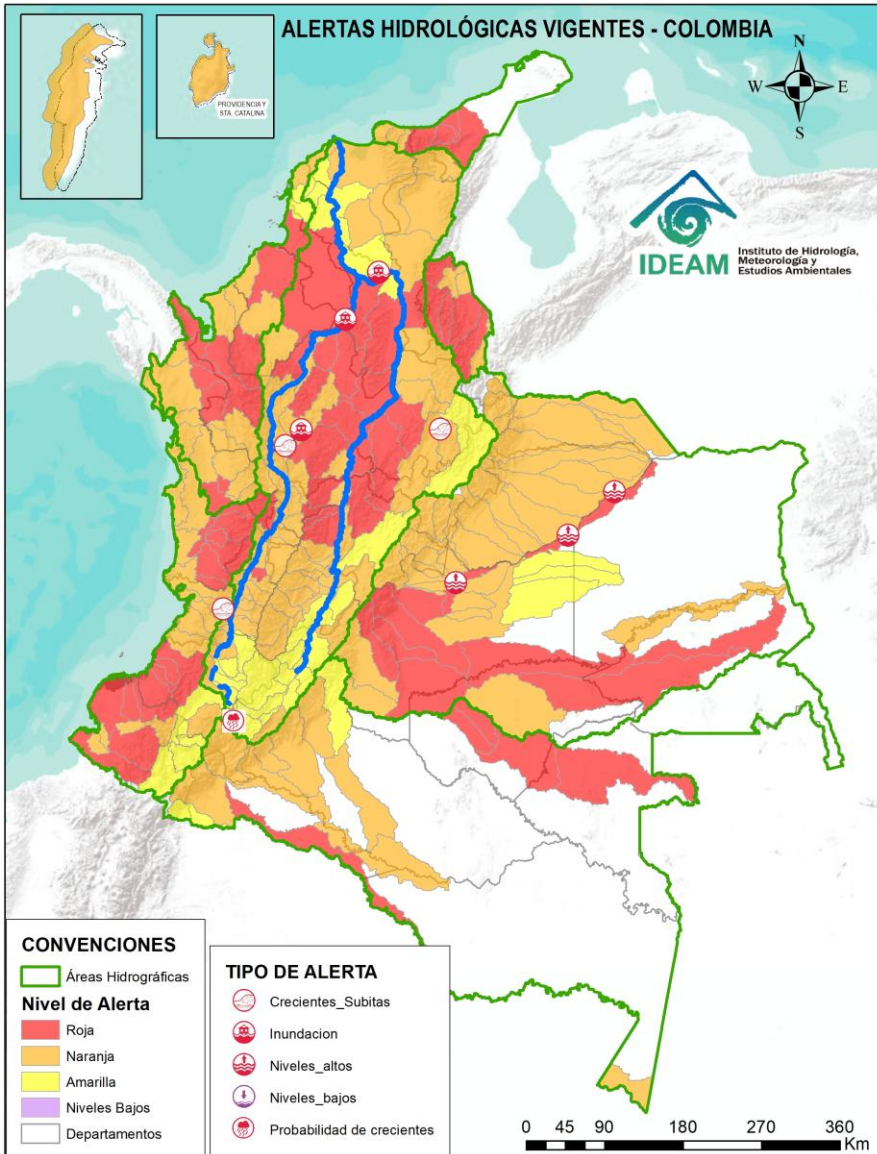 ALERTAS HIDROLÓGICAS VIGENTES - COLOMBIA
PROVIDENCIA Y
STA. CATALINA
N
W
E
S
IDEAM
Instituto de Hidrología,
Meteorología y
Estudios Ambientales
CONVENCIONES
Áreas Hidrográficas
Nivel de Alerta
Roja
Naranja
Amarilla
Niveles Bajos
Departamentos
TIPO DE ALERTA
Crecientes_Subitas
Inundacion
Niveles_altos
Niveles_bajos
Probabilidad de crecientes
0 45 90 180 270 360
Km